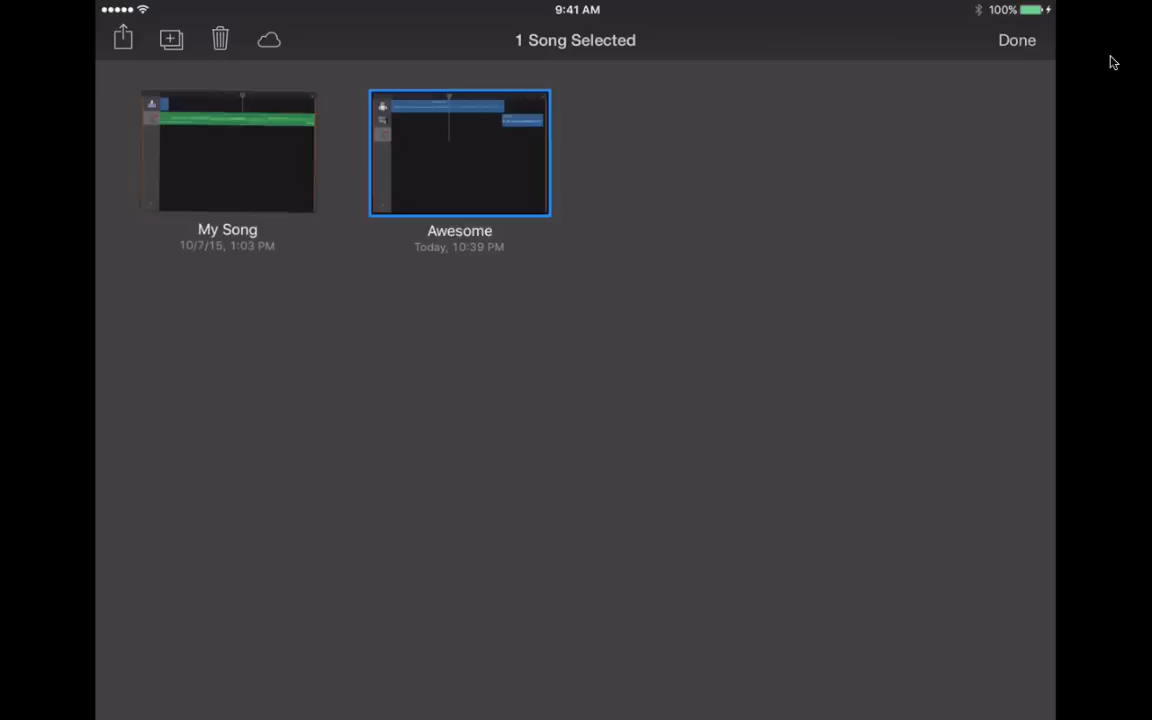 9:41 AM
100%
1 Song Selected
Done
My Song
10/7/15, 1:03 PM
Awesome
Today, 10:39 PM